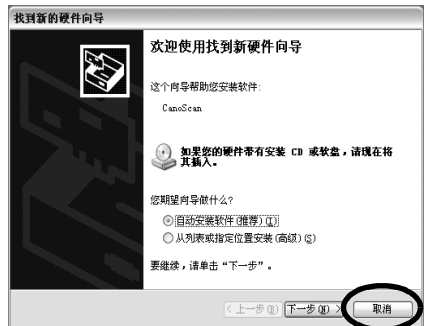 找到新的硬件向导
欢迎使用找到新硬件向导
这个向导帮助您安装软件:
CanoScan
如果您的硬件带有安装 CD 或软盘，请现在将
其插入。
您期望向导做什么?
自动安装软件(推荐)(I)
从列表或指定位置安装(高级)(S)
要继续，请单击“下一步”。
< 上一步(B) 下一步(N) > 取消